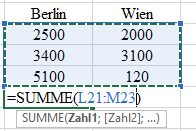 Berlin Wien
2500 2000
3400 3100
5100 120
=SUMME(L21:M23)
SUMME(Zahl1; [Zahl2]; ...)